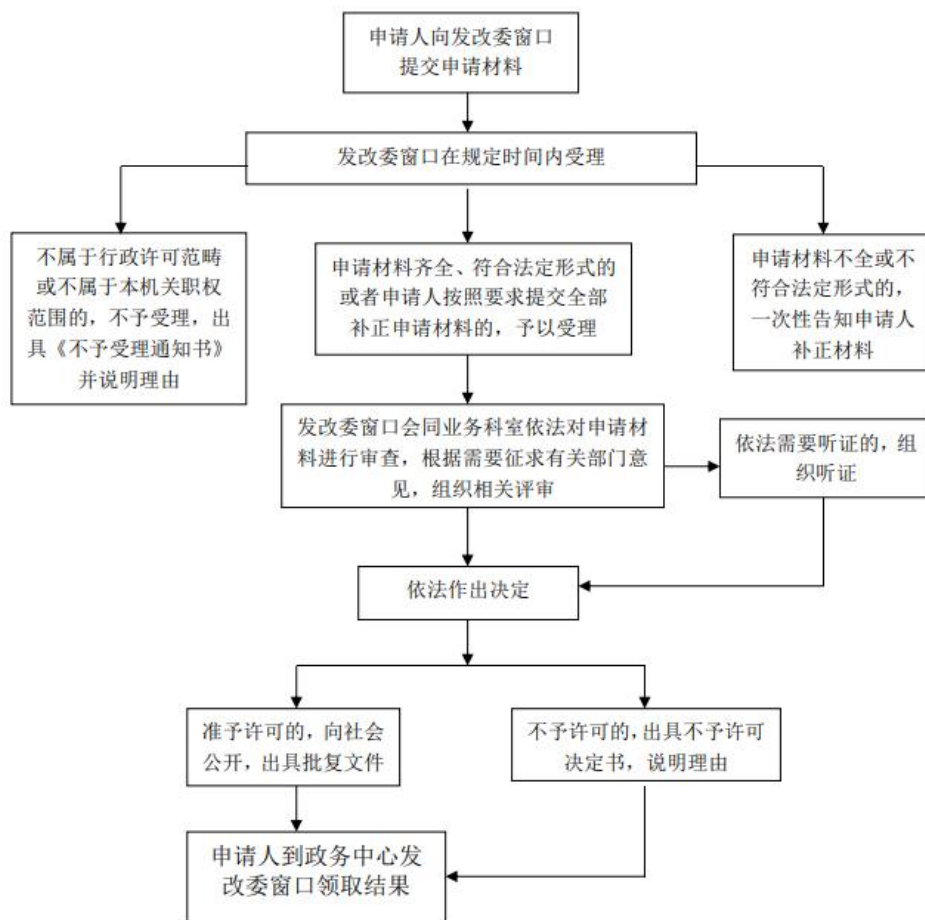 申请人向发改委窗口
提交申请材料
发改委窗口在规定时间内受理
不属于行政许可范畴
或不属于本机关职权
范围的，不予受理，出
具《不予受理通知书》
并说明理由
申请材料齐全、符合法定形式的
或者申请人按照要求提交全部
补正申请材料的，予以受理
申请材料不全或不
符合法定形式的，
一次性告知申请人
补正材料
发改委窗口会同业务科室依法对申请材
料进行审查，根据需要征求有关部门意
见，组织相关评审
依法需要听证的，组
织听证
依法作出决定
准予许可的，向社会
公开，出具批复文件
不予许可的，出具不予许可
决定书，说明理由
申请人到政务中心发
改委窗口领取结果